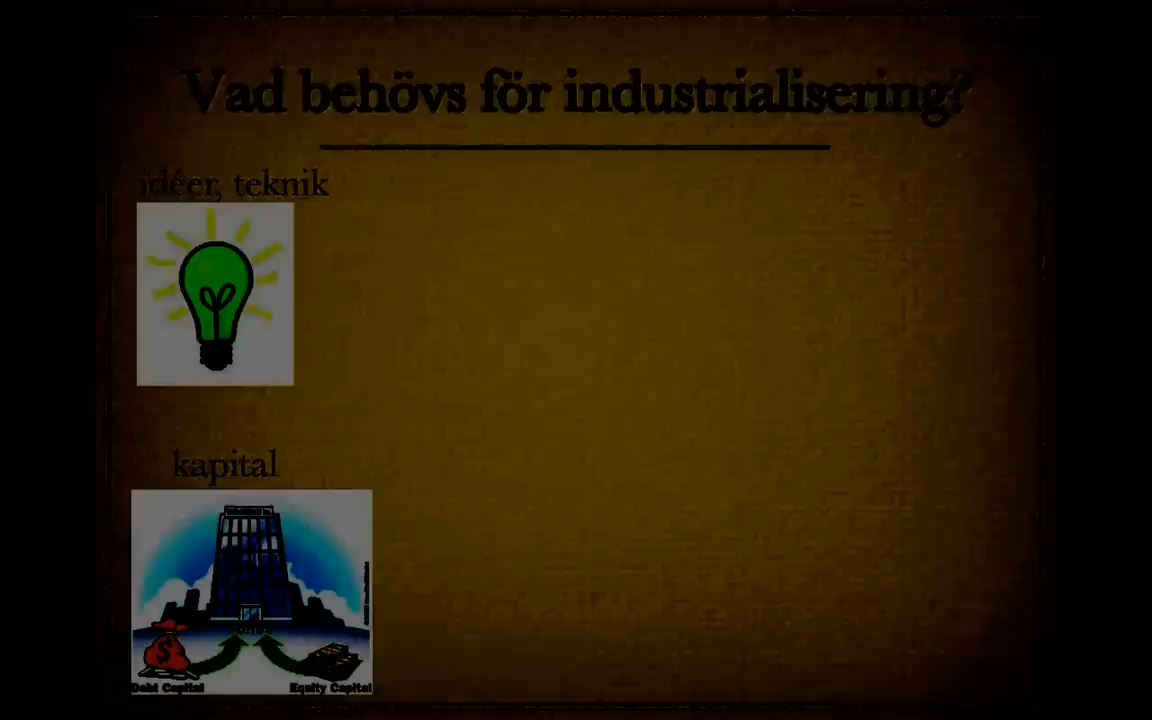 Vad behövs för industrialisering?
idéer, teknik
kapital
Debt Capital
Equity Capital